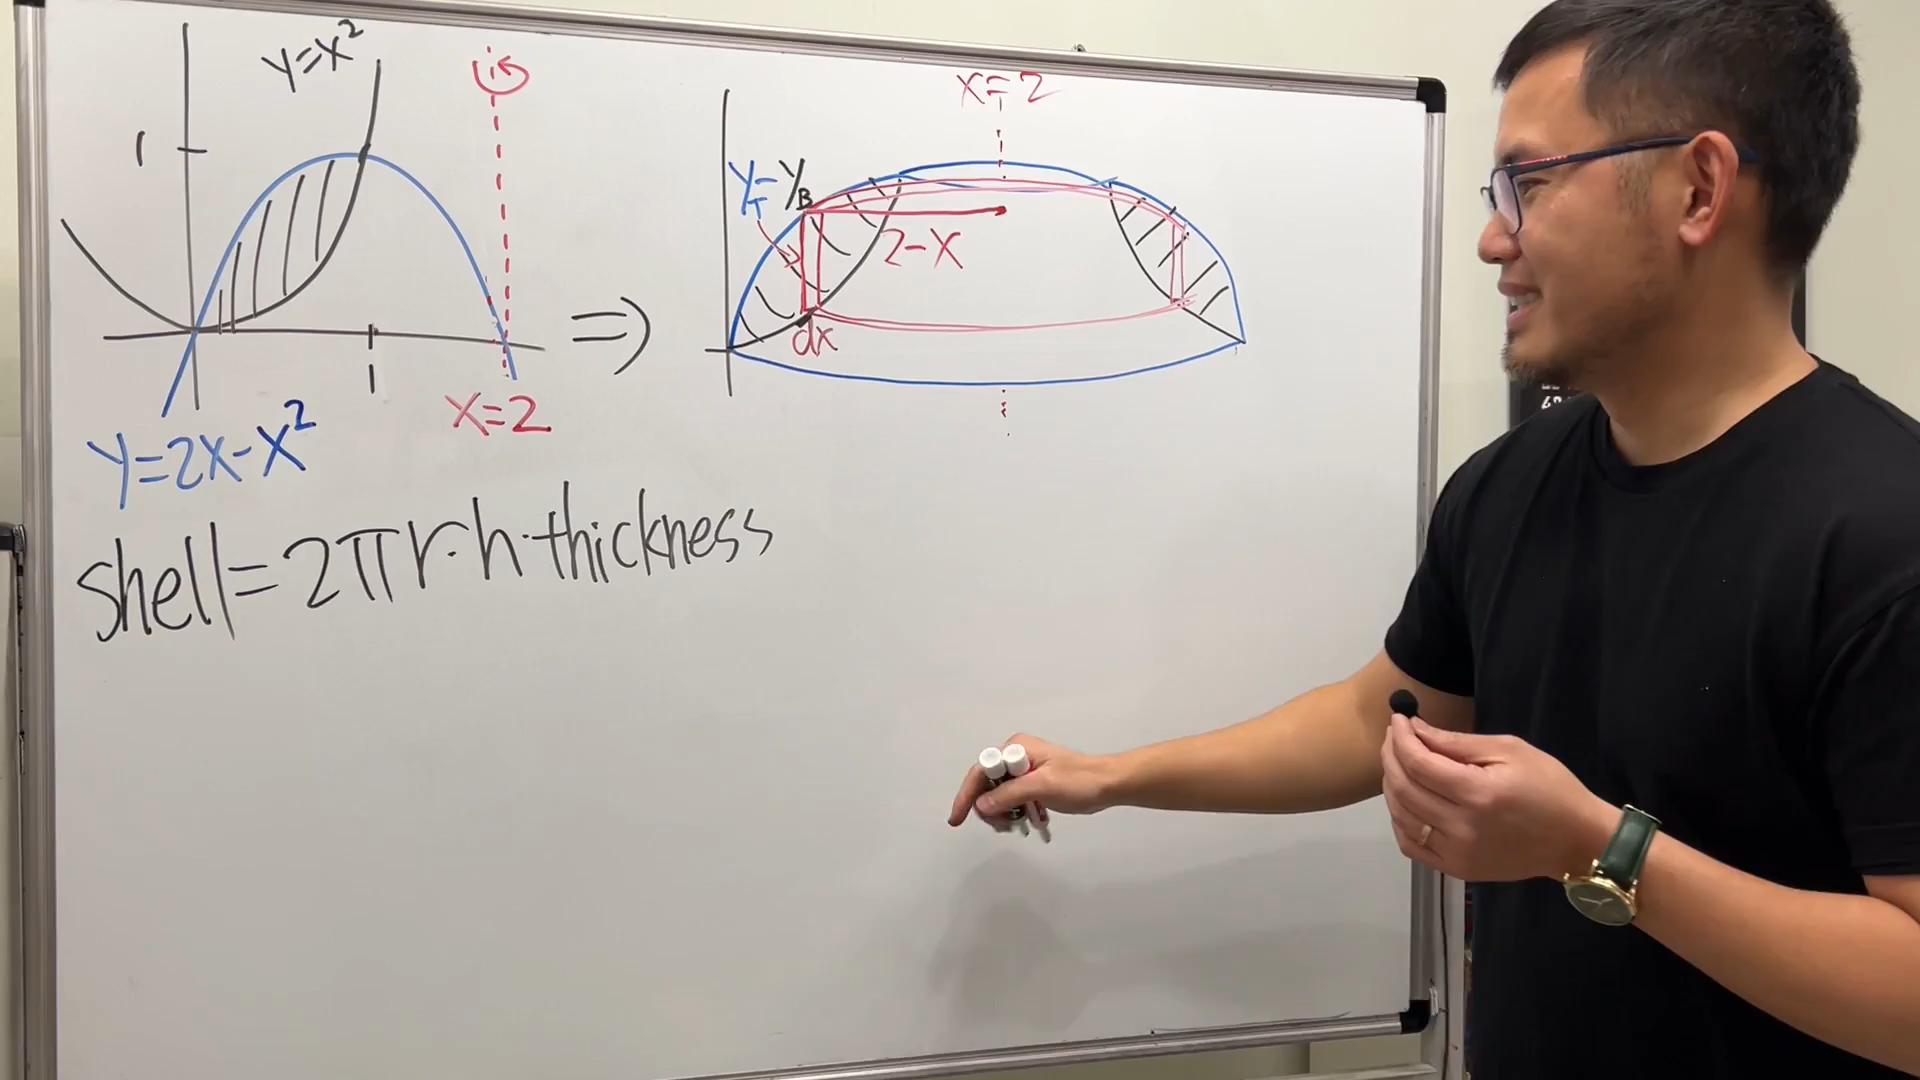 y=x²
1
1
x=2
y=2x-x²
x=2
y_T-y_B
2-x
dx
shell=2πr·h·thickness